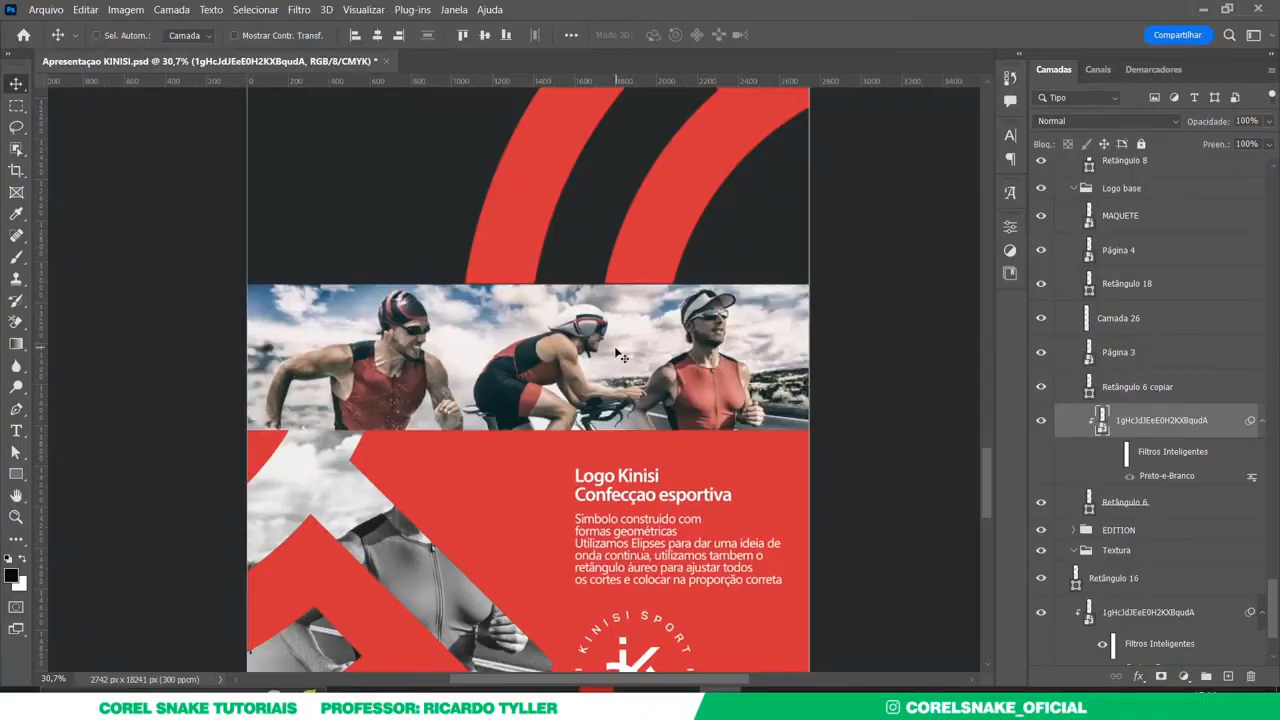 Arquivo Editar Imagem Camada Texto Selecionar Filtro 3D Visualizar Plug-ins Janela Ajuda
Sel. Autom.: Camada Mostrar Contr. Transf. Modo 3D: Compartilhar
Apresentaçao KINISI.psd @ 30,7% (1gHcJdJEeE0H2KXBqudA, RGB/8/CMYK) *
Camadas Canais Demarcadores
Tipo
Normal Opacidade: 100%
Bloq.: Preen.: 100%
Retângulo 8
Logo base
MAQUETE
Página 4
Retângulo 18
Camada 26
Página 3
Retângulo 6 copiar
1gHcJdJEeE0H2KXBqudA
Filtros Inteligentes
Preto-e-Branco
Retângulo 6
EDITION
Textura
Retângulo 16
1gHcJdJEeE0H2KXBqudA
Filtros Inteligentes
Logo Kinisi
Confecçao esportiva
Simbolo construido com
formas geométricas
Utilizamos Elipses para dar uma ideia de
onda continua, utilizamos tambem o
retângulo áureo para ajustar todos
os cortes e colocar na proporção correta
KINISI SPORT
30,7% 2742 px x 18241 px (300 ppcm)
COREL SNAKE TUTORIAIS PROFESSOR: RICARDO TYLLER CORELSNAKE_OFICIAL